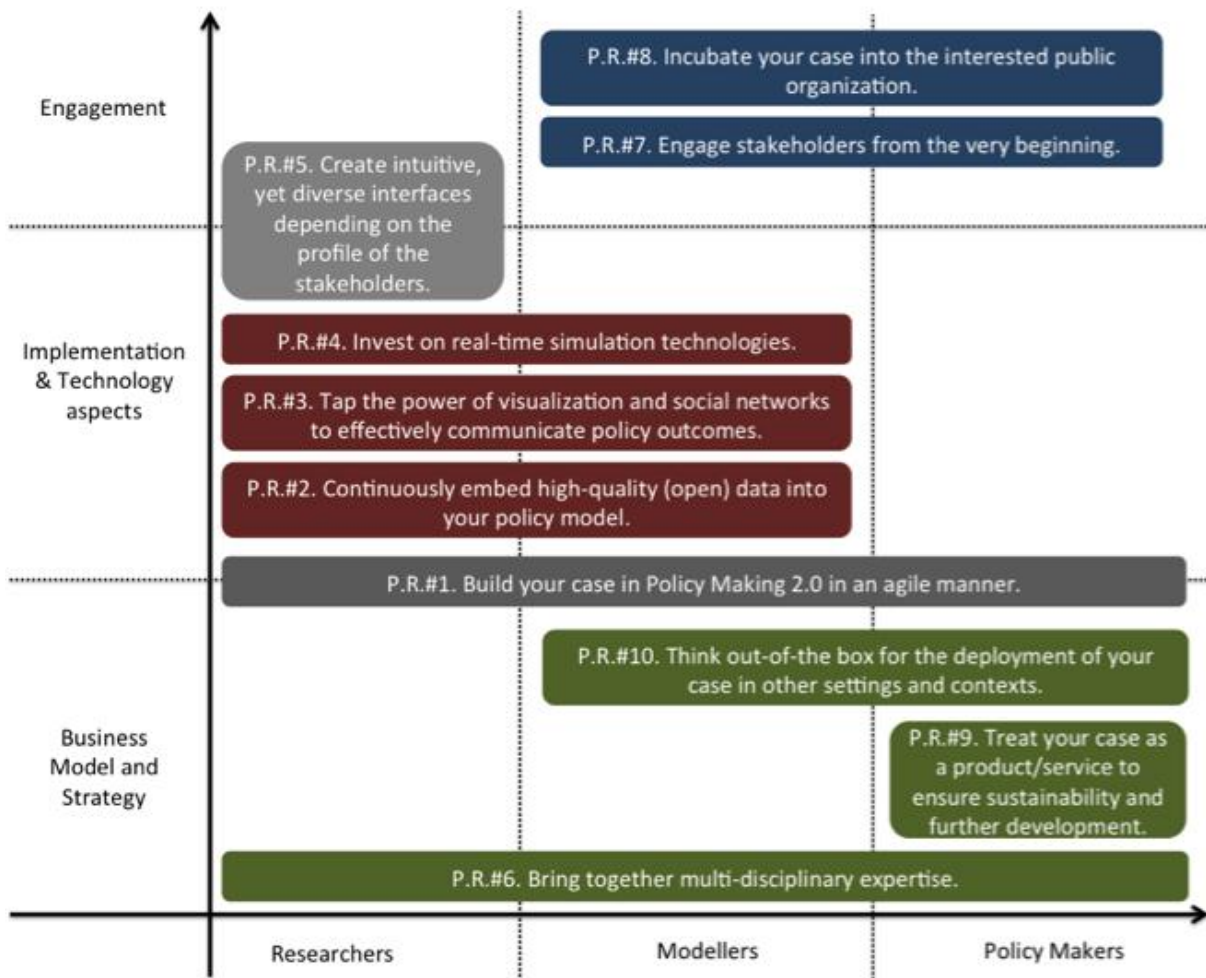 Engagement
P.R.#8. Incubate your case into the interested public
organization.
P.R.#7. Engage stakeholders from the very beginning.
P.R.#5. Create intuitive,
yet diverse interfaces
depending on the
profile of the
stakeholders.
Implementation
& Technology
aspects
P.R.#4. Invest on real-time simulation technologies.
P.R.#3. Tap the power of visualization and social networks
to effectively communicate policy outcomes.
P.R.#2. Continuously embed high-quality (open) data into
your policy model.
P.R.#1. Build your case in Policy Making 2.0 in an agile manner.
Business
Model and
Strategy
P.R.#10. Think out-of-the box for the deployment of your
case in other settings and contexts.
P.R.#9. Treat your case as
a product/service to
ensure sustainability and
further development.
P.R.#6. Bring together multi-disciplinary expertise.
Researchers
Modellers
Policy Makers